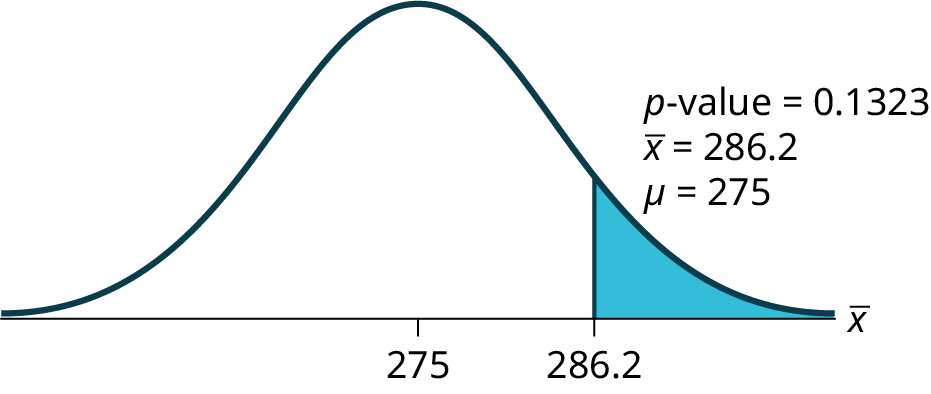 p-value = 0.1323
x̅ = 286.2
μ = 275
x̅
275
286.2